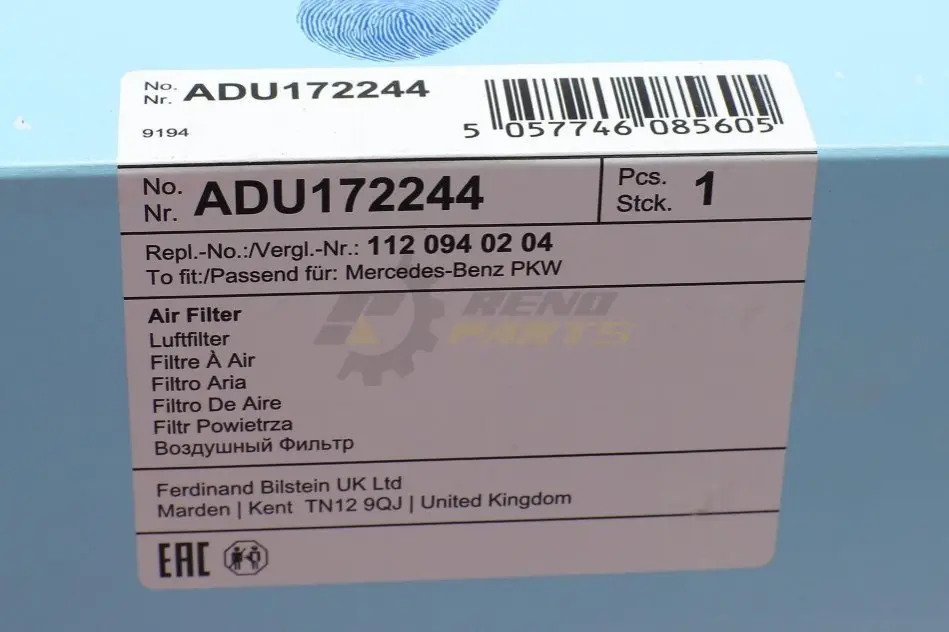 No.
Nr. ADU172244
9194
5 057746 085605
No.
Nr. ADU172244
Pcs.
Stck. 1
Repl.-No.:/Vergl.-Nr.: 112 094 02 04
To fit:/Passend für: Mercedes-Benz PKW
Air Filter
Luftfilter
Filtre À Air
Filtro Aria
Filtro De Aire
Filtr Powietrza
Воздушный Фильтр
RENO
PARTS
Ferdinand Bilstein UK Ltd
Marden | Kent TN12 9QJ | United Kingdom
EAC